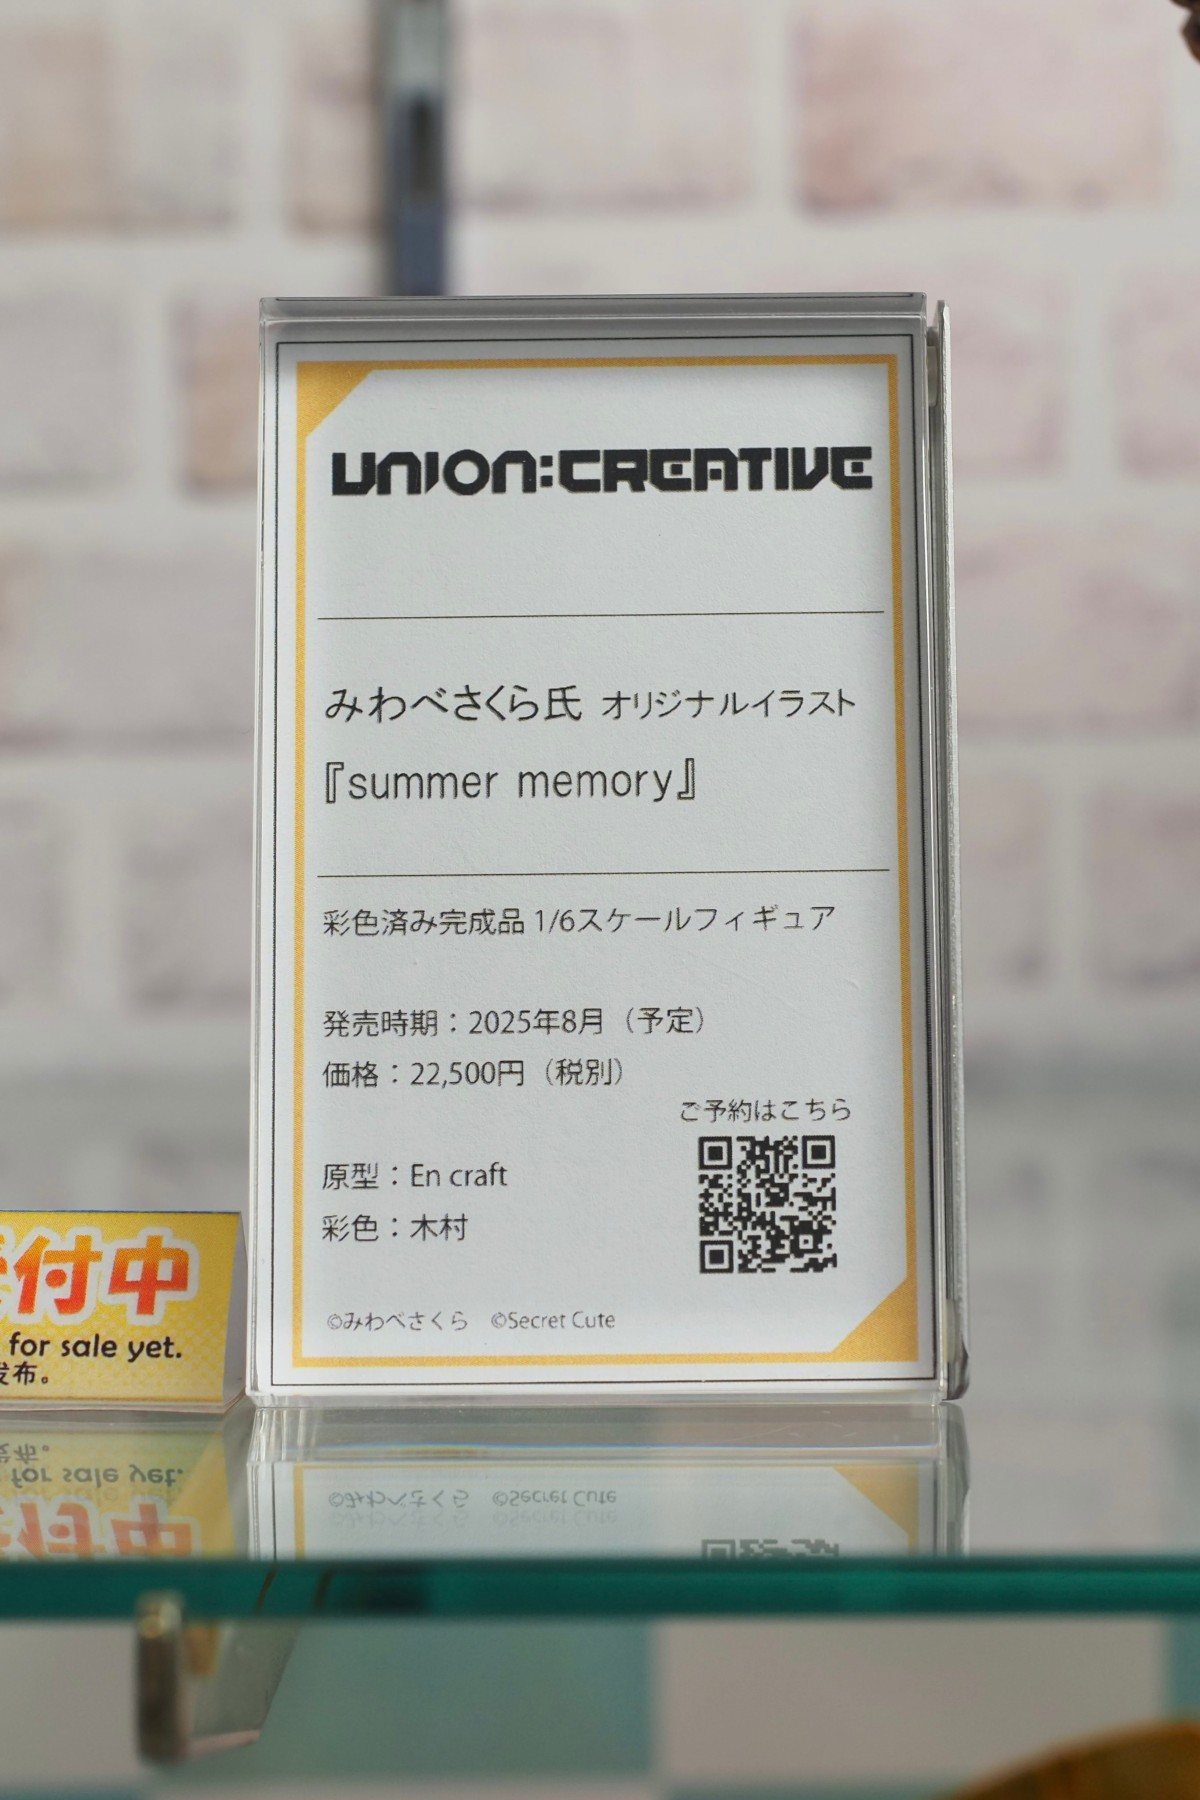 UNION:CREATIVE
みわべさくら氏 オリジナルイラスト
『summer memory』
彩色済み完成品 1/6スケールフィギュア
発売時期：2025年8月（予定）
価格：22,500円（税別）
ご予約はこちら
原型：En craft
彩色：木村
©みわべさくら ©Secret Cute
付中
for sale yet.
发布。